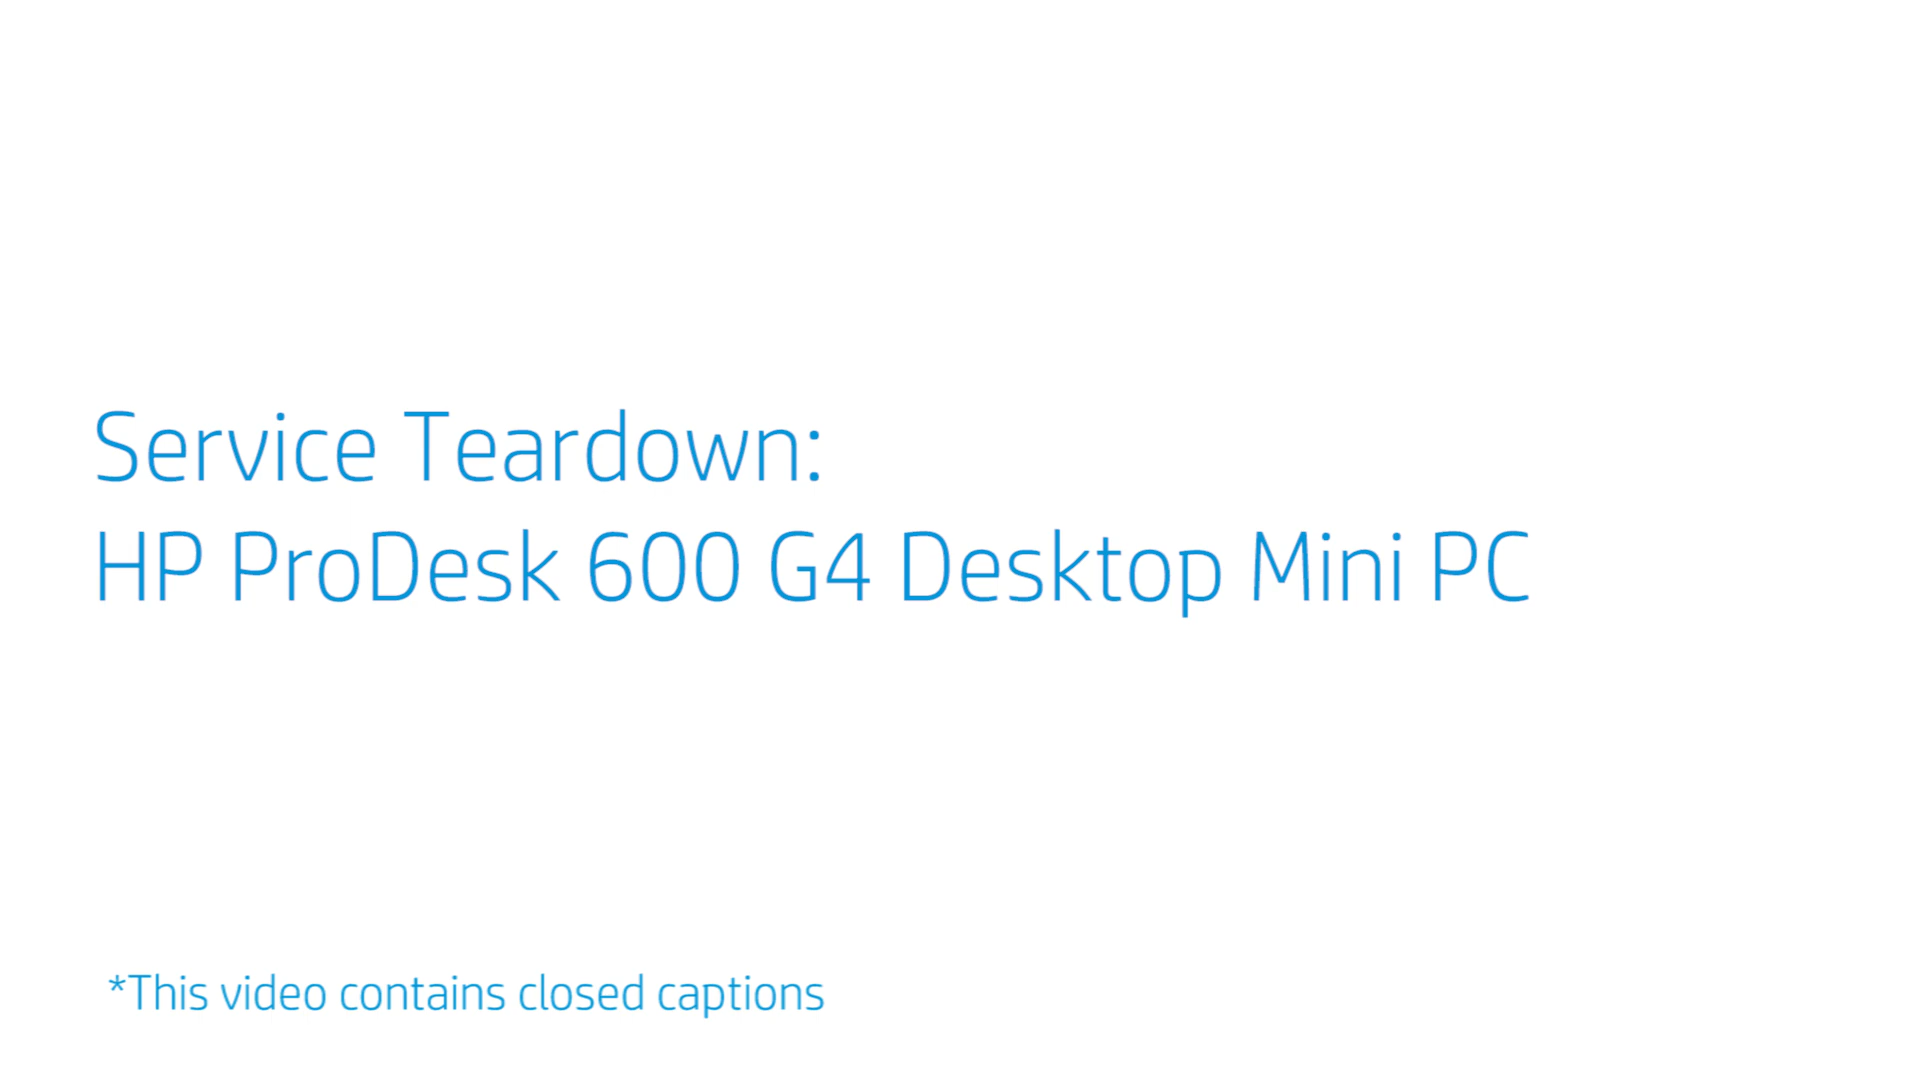 Service Teardown:
HP ProDesk 600 G4 Desktop Mini PC
*This video contains closed captions